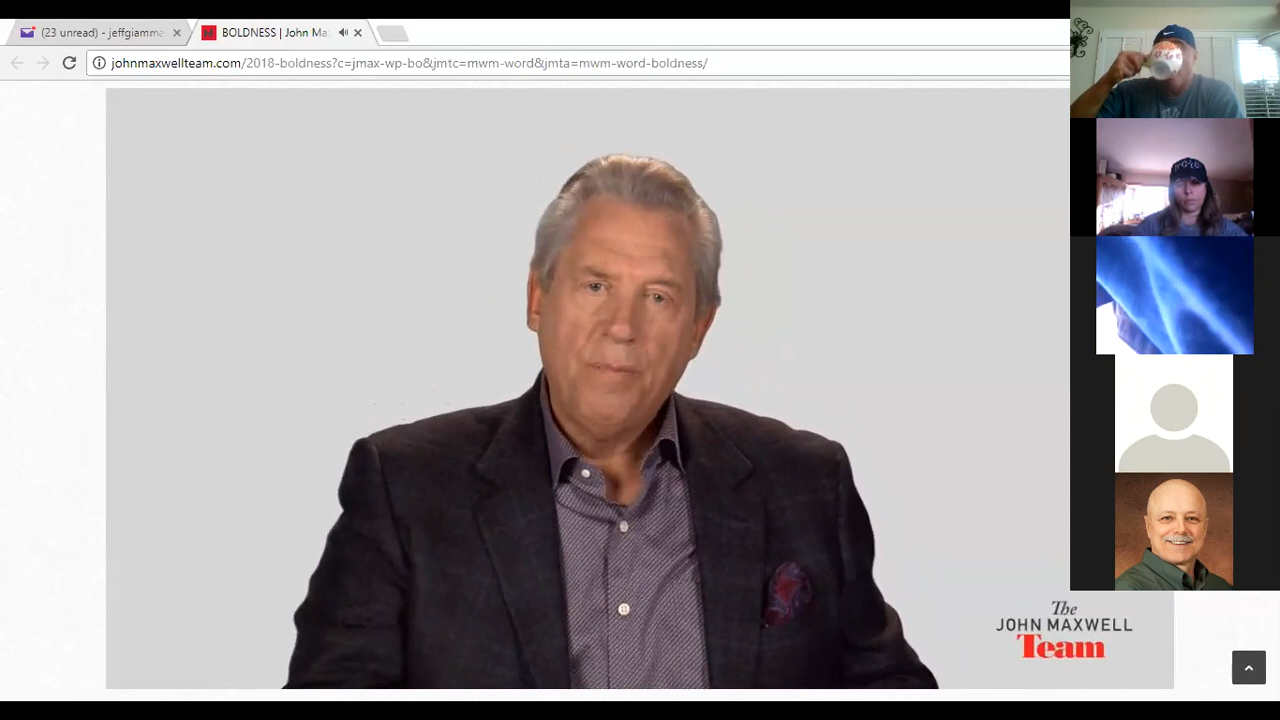 (23 unread) - jeffgiamma
BOLDNESS | John Ma
johnmaxwellteam.com/2018-boldness?c=jmax-wp-bo&jmtc=mwm-word&jmta=mwm-word-boldness/
The
JOHN MAXWELL
Team